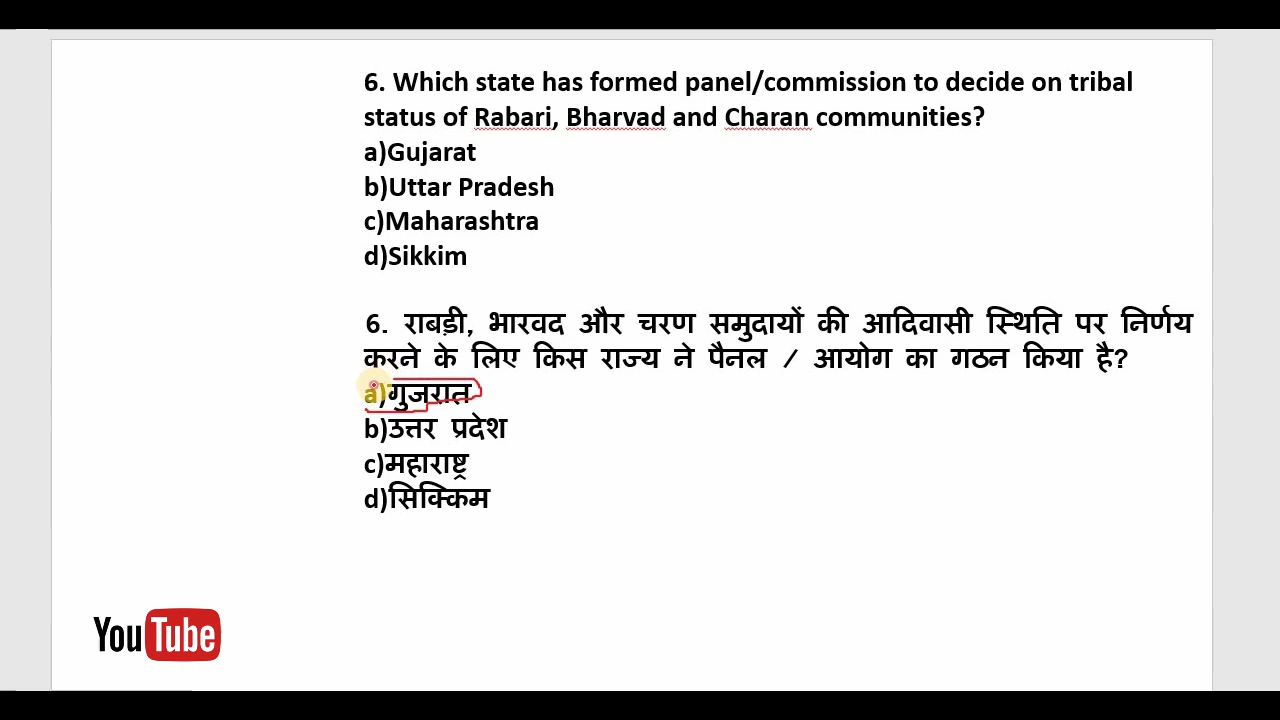 6. Which state has formed panel/commission to decide on tribal
status of Rabari, Bharvad and Charan communities?
a)Gujarat
b)Uttar Pradesh
c)Maharashtra
d)Sikkim
6. राबड़ी, भारवद और चरण समुदायों की आदिवासी स्थिति पर निर्णय
करने के लिए किस राज्य ने पैनल / आयोग का गठन किया है?
a)गुजरात
b)उत्तर प्रदेश
c)महाराष्ट्र
d)सिक्किम
YouTube